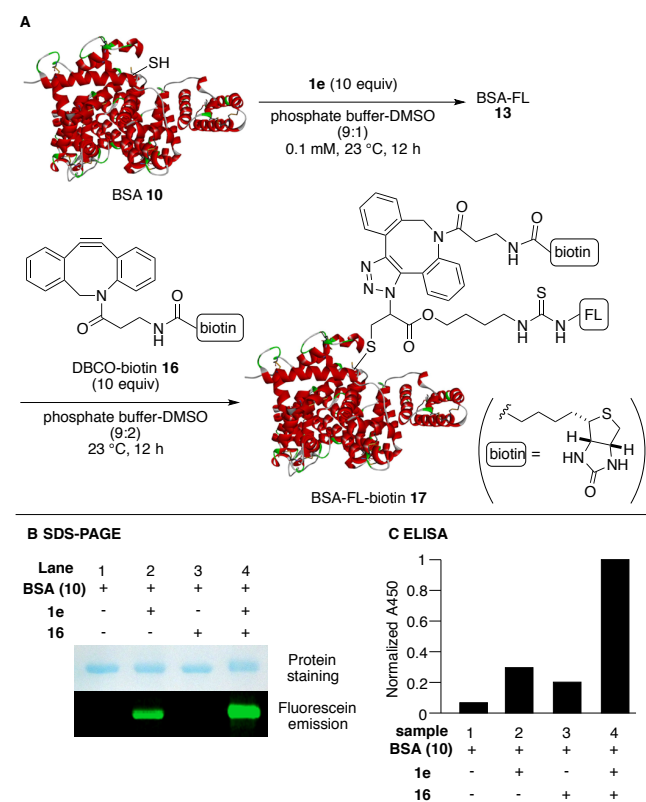 A
SH
BSA 10
1e (10 equiv)
phosphate buffer-DMSO
(9:1)
0.1 mM, 23 °C, 12 h
BSA-FL
13
N
O
N
H
O
biotin
DBCO-biotin 16
(10 equiv)
phosphate buffer-DMSO
(9:2)
23 °C, 12 h
N
O
N
H
O
biotin
N
N
N
O
O
S
N
H
S
N
H
FL
BSA-FL-biotin 17
biotin =
S
H
H
HN
NH
O
B SDS-PAGE
Lane 1 2 3 4
BSA (10) + + + +
1e - + - +
16 - - + +
Protein
staining
Fluorescein
emission
C ELISA
Normalized A450
1
0.8
0.6
0.4
0.2
0
sample 1 2 3 4
BSA (10) + + + +
1e - + - +
16 - - + +